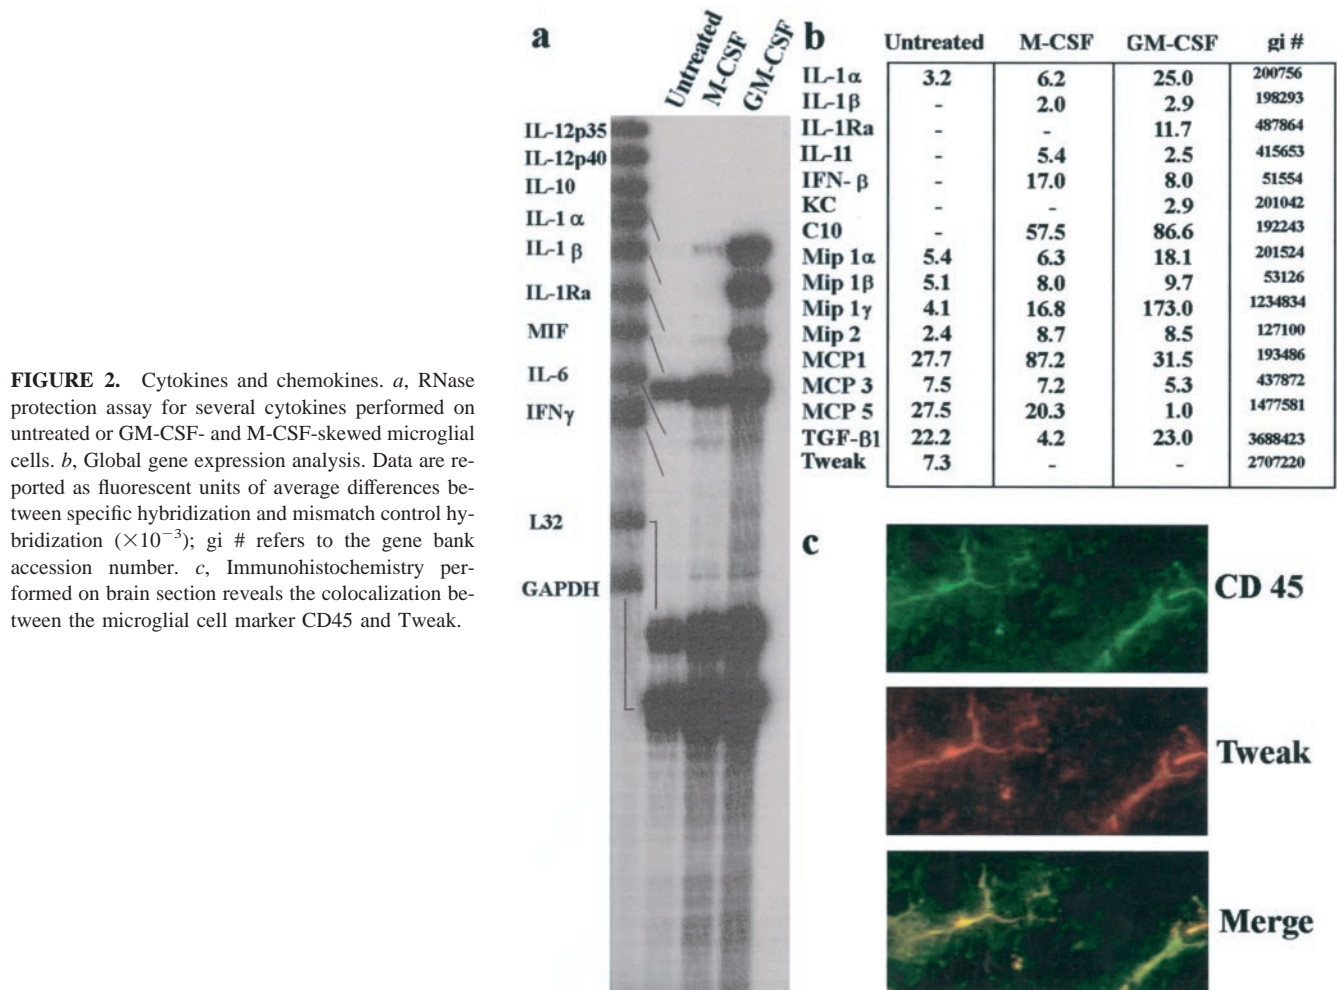 FIGURE 2. Cytokines and chemokines. a, RNase
protection assay for several cytokines performed on
untreated or GM-CSF- and M-CSF-skewed microglial
cells. b, Global gene expression analysis. Data are re-
ported as fluorescent units of average differences be-
tween specific hybridization and mismatch control hy-
bridization (×10⁻³); gi # refers to the gene bank
accession number. c, Immunohistochemistry per-
formed on brain section reveals the colocalization be-
tween the microglial cell marker CD45 and Tweak.
a
Untreated
M-CSF
GM-CSF
IL-12p35
IL-12p40
IL-10
IL-1 α
IL-1 β
IL-1Ra
MIF
IL-6
IFNγ
L32
GAPDH
b
Untreated M-CSF GM-CSF gi #
IL-1α 3.2 6.2 25.0 200756
IL-1β - 2.0 2.9 198293
IL-1Ra - - 11.7 487864
IL-11 - 5.4 2.5 415653
IFN- β - 17.0 8.0 51554
KC - - 2.9 201042
C10 - 57.5 86.6 192243
Mip 1α 5.4 6.3 18.1 201524
Mip 1β 5.1 8.0 9.7 53126
Mip 1γ 4.1 16.8 173.0 1234834
Mip 2 2.4 8.7 8.5 127100
MCP1 27.7 87.2 31.5 193486
MCP 3 7.5 7.2 5.3 437872
MCP 5 27.5 20.3 1.0 1477581
TGF-β1 22.2 4.2 23.0 3688423
Tweak 7.3 - - 2707220
c
CD 45
Tweak
Merge